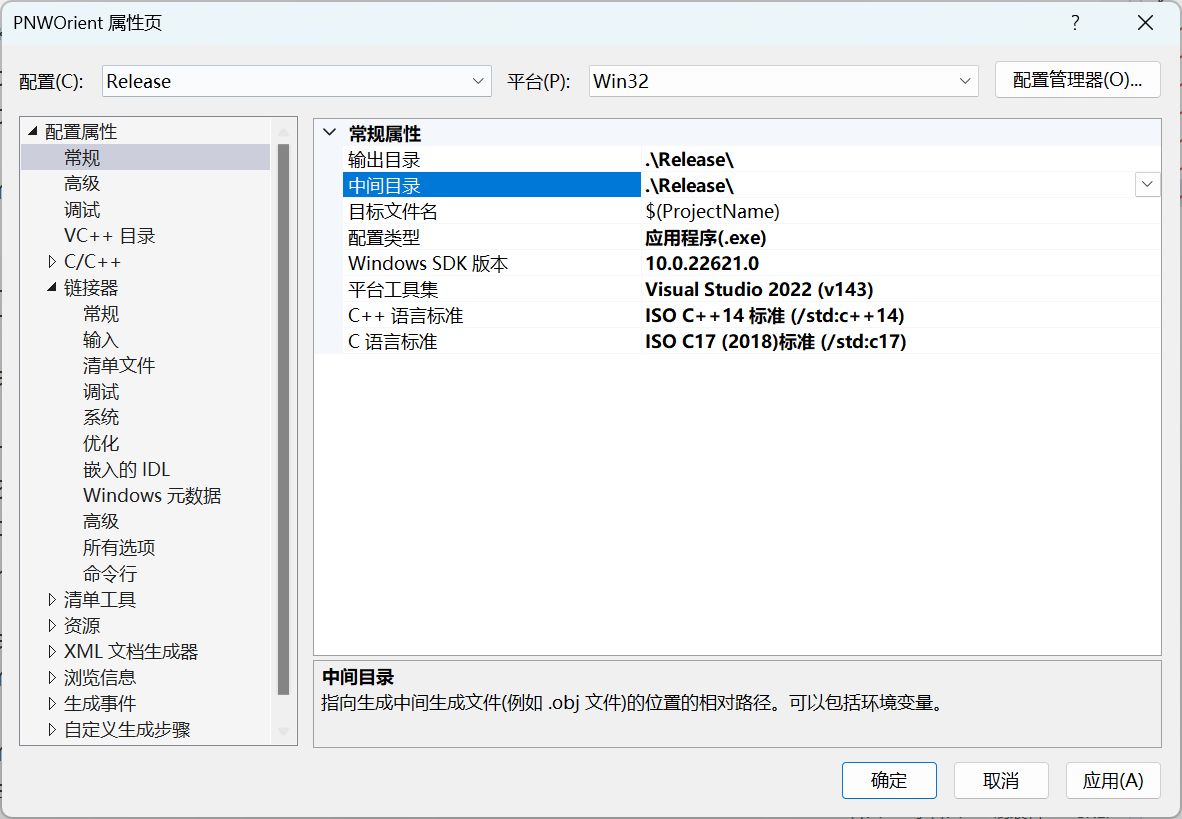 PNWOrient 属性页 ?
配置(C): Release 平台(P): Win32 配置管理器(O)...
配置属性
常规
高级
调试
VC++ 目录
C/C++
链接器
常规
输入
清单文件
调试
系统
优化
嵌入的 IDL
Windows 元数据
高级
所有选项
命令行
清单工具
资源
XML 文档生成器
浏览信息
生成事件
自定义生成步骤
常规属性
输出目录 .\Release\
中间目录 .\Release\
目标文件名 $(ProjectName)
配置类型 应用程序(.exe)
Windows SDK 版本 10.0.22621.0
平台工具集 Visual Studio 2022 (v143)
C++ 语言标准 ISO C++14 标准 (/std:c++14)
C 语言标准 ISO C17 (2018)标准 (/std:c17)
中间目录
指向生成中间生成文件(例如 .obj 文件)的位置的相对路径。可以包括环境变量。
确定 取消 应用(A)